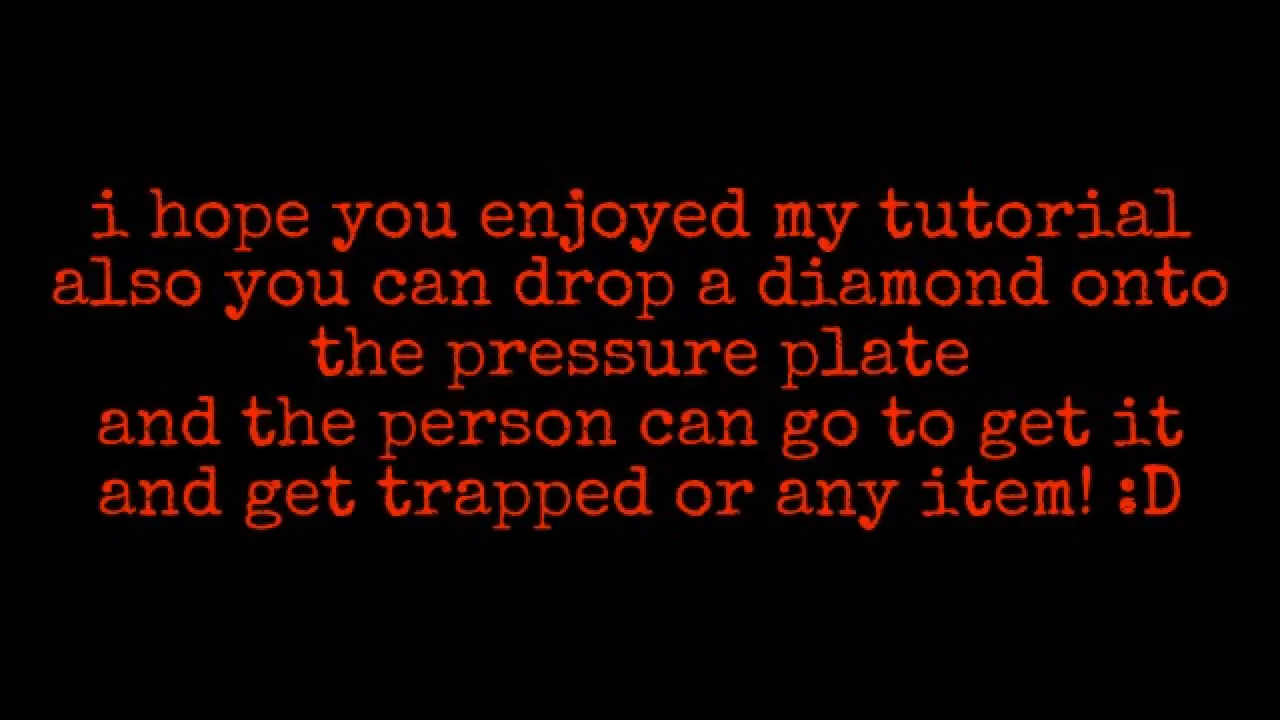 i hope you enjoyed my tutorial
also you can drop a diamond onto
the pressure plate
and the person can go to get it
and get trapped or any item! :D